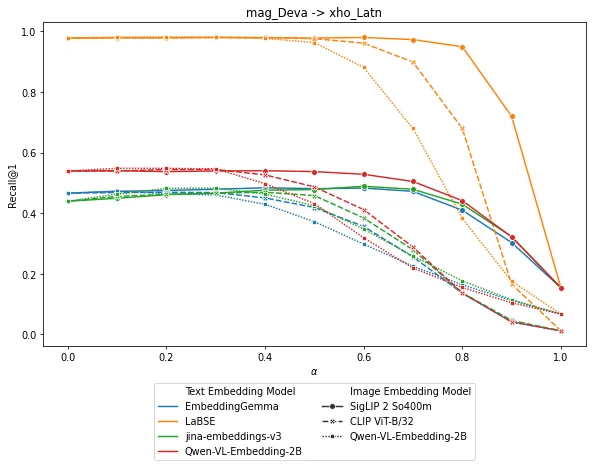 mag_Deva -> xho_Latn
Recall@1
1.0
0.8
0.6
0.4
0.2
0.0
0.0 0.2 0.4 0.6 0.8 1.0
α
Text Embedding Model
EmbeddingGemma
LaBSE
jina-embeddings-v3
Qwen-VL-Embedding-2B
Image Embedding Model
SigLIP 2 So400m
CLIP ViT-B/32
Qwen-VL-Embedding-2B